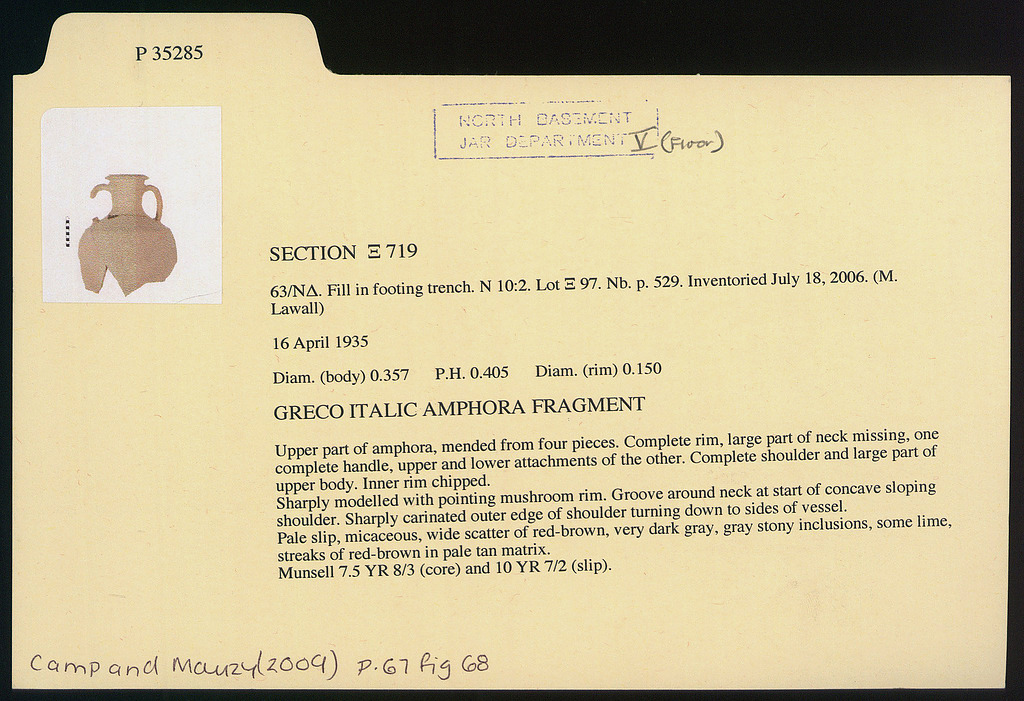 P 35285
NORTH BASEMENT
JAR DEPARTMENT V (Floor)
SECTION Ξ 719
63/ΝΔ. Fill in footing trench. N 10:2. Lot Ξ 97. Nb. p. 529. Inventoried July 18, 2006. (M.
Lawall)
16 April 1935
Diam. (body) 0.357 P.H. 0.405 Diam. (rim) 0.150
GRECO ITALIC AMPHORA FRAGMENT
Upper part of amphora, mended from four pieces. Complete rim, large part of neck missing, one
complete handle, upper and lower attachments of the other. Complete shoulder and large part of
upper body. Inner rim chipped.
Sharply modelled with pointing mushroom rim. Groove around neck at start of concave sloping
shoulder. Sharply carinated outer edge of shoulder turning down to sides of vessel.
Pale slip, micaceous, wide scatter of red-brown, very dark gray, gray stony inclusions, some lime,
streaks of red-brown in pale tan matrix.
Munsell 7.5 YR 8/3 (core) and 10 YR 7/2 (slip).
Camp and Mauzy (2009) p. 67 fig 68